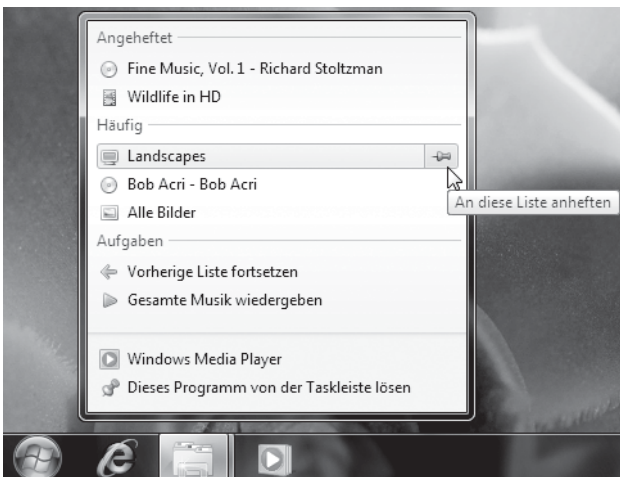 Angeheftet
Fine Music, Vol. 1 - Richard Stoltzman
Wildlife in HD
Häufig
Landscapes
Bob Acri - Bob Acri
An diese Liste anheften
Alle Bilder
Aufgaben
Vorherige Liste fortsetzen
Gesamte Musik wiedergeben
Windows Media Player
Dieses Programm von der Taskleiste lösen